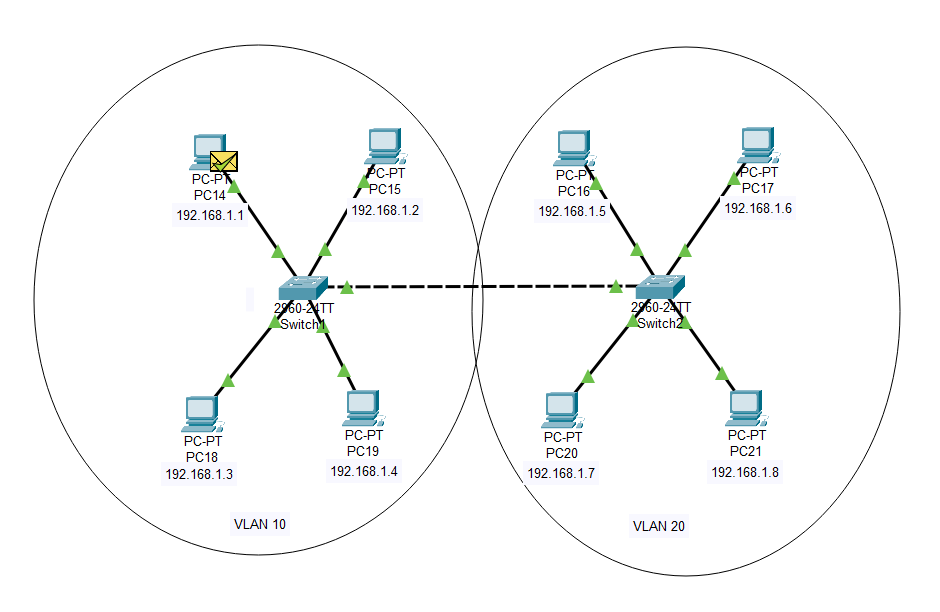 PC-PT
PC14
192.168.1.1
PC-PT
PC15
192.168.1.2
PC-PT
PC16
192.168.1.5
PC-PT
PC17
192.168.1.6
2960-24TT
Switch1
2960-24TT
Switch2
PC-PT
PC18
192.168.1.3
PC-PT
PC19
192.168.1.4
PC-PT
PC20
192.168.1.7
PC-PT
PC21
192.168.1.8
VLAN 10
VLAN 20